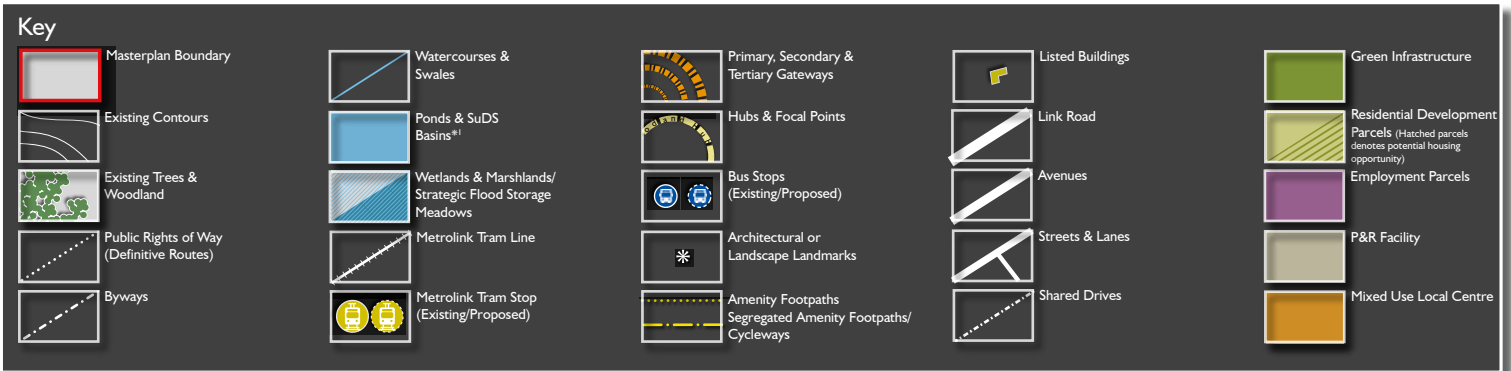 Key
Masterplan Boundary
Existing Contours
Existing Trees &
Woodland
Public Rights of Way
(Definitive Routes)
Byways
Watercourses &
Swales
Ponds & SuDS
Basins*¹
Wetlands & Marshlands/
Strategic Flood Storage
Meadows
Metrolink Tram Line
Metrolink Tram Stop
(Existing/Proposed)
Primary, Secondary &
Tertiary Gateways
Hubs & Focal Points
Bus Stops
(Existing/Proposed)
Architectural or
Landscape Landmarks
Amenity Footpaths
Segregated Amenity Footpaths/
Cycleways
Listed Buildings
Link Road
Avenues
Streets & Lanes
Shared Drives
Green Infrastructure
Residential Development
Parcels (Hatched parcels
denotes potential housing
opportunity)
Employment Parcels
P&R Facility
Mixed Use Local Centre